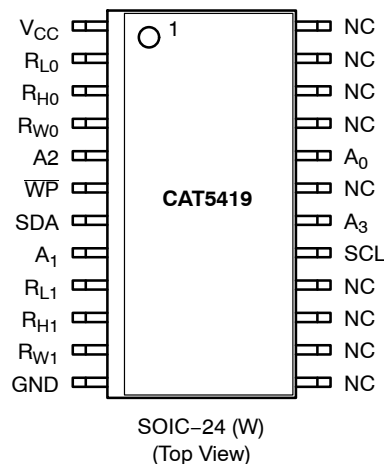 VCC 1 NC
RL0 NC
RH0 NC
RW0 NC
A2 A0
WP NC
CAT5419
SDA A3
A1 SCL
RL1 NC
RH1 NC
RW1 NC
GND NC
SOIC−24 (W)
(Top View)